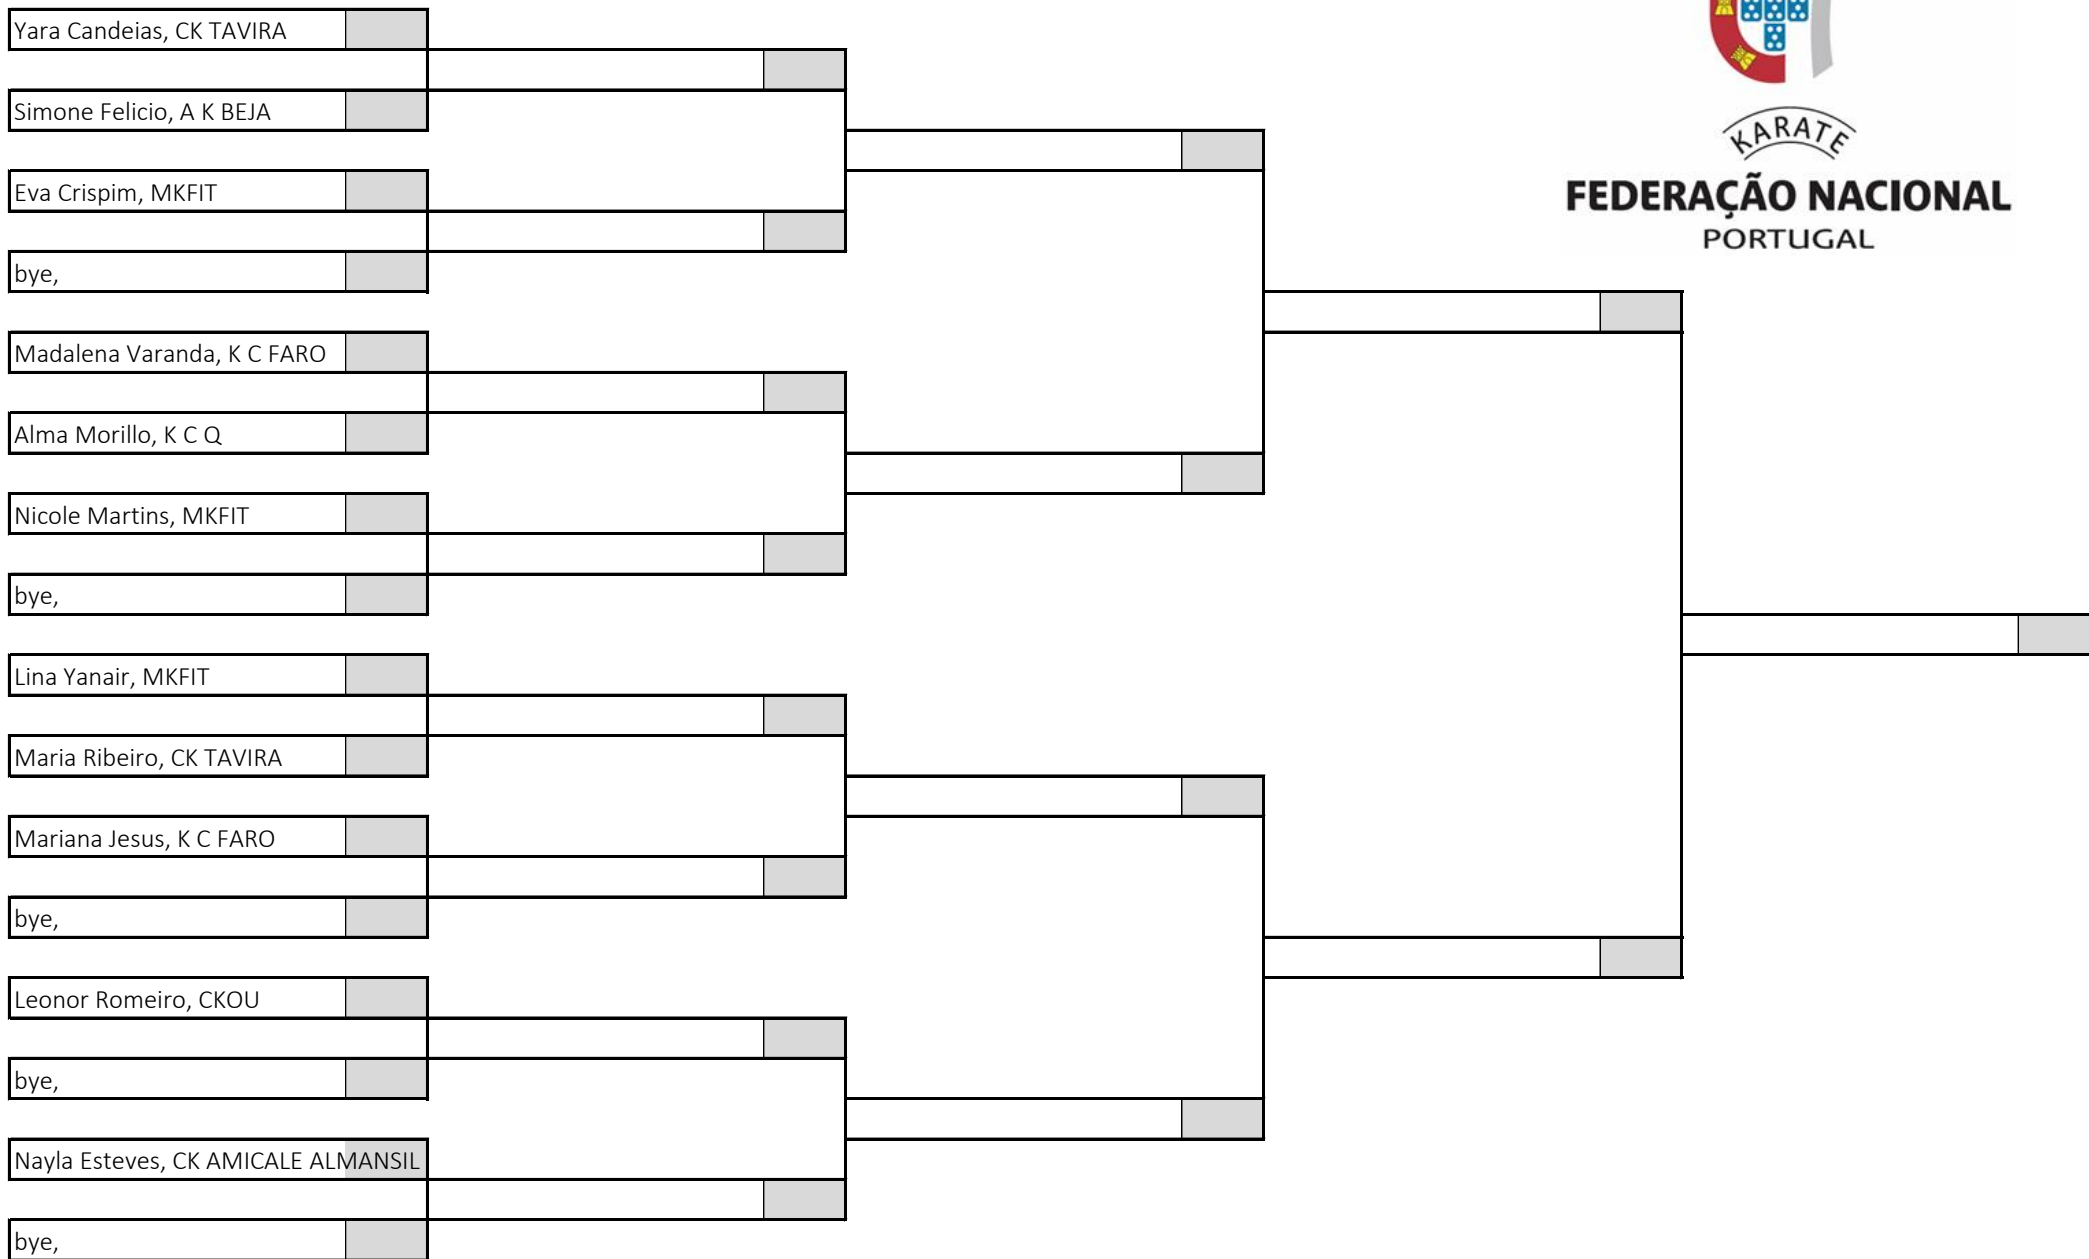 Yara Candeias, CK TAVIRA
Simone Felicio, A K BEJA
KARATE
FEDERAÇÃO NACIONAL
PORTUGAL
Eva Crispim, MKFIT
bye,
Madalena Varanda, K C FARO
Alma Morillo, K C Q
Nicole Martins, MKFIT
bye,
Lina Yanair, MKFIT
Maria Ribeiro, CK TAVIRA
Mariana Jesus, K C FARO
bye,
Leonor Romeiro, CKOU
bye,
Nayla Esteves, CK AMICALE ALMANSIL
bye,